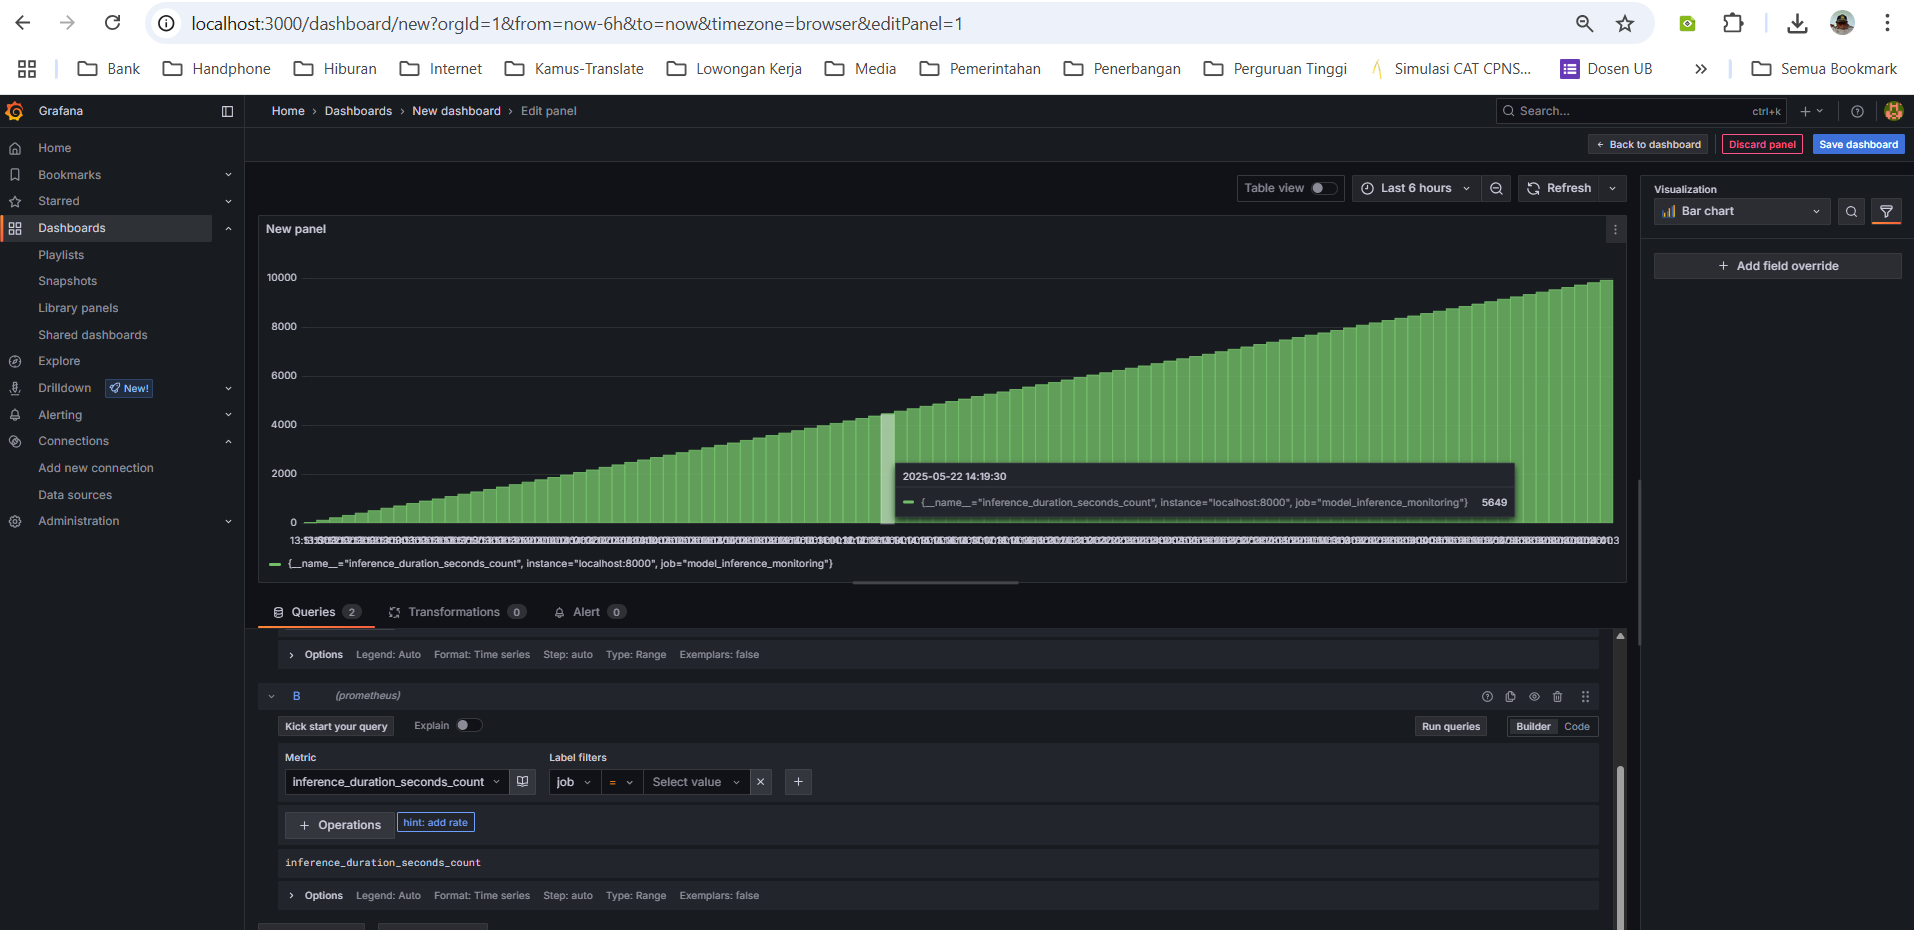 localhost:3000/dashboard/new?orgId=1&from=now-6h&to=now&timezone=browser&editPanel=1
Bank Handphone Hiburan Internet Kamus-Translate Lowongan Kerja Media Pemerintahan Penerbangan Perguruan Tinggi Simulasi CAT CPNS... Dosen UB » Semua Bookmark
Grafana
Home › Dashboards › New dashboard › Edit panel
Search... ctrl+k
Back to dashboard Discard panel Save dashboard
Home
Bookmarks
Starred
Dashboards
Playlists
Snapshots
Library panels
Shared dashboards
Explore
Drilldown New!
Alerting
Connections
Add new connection
Data sources
Administration
Table view Last 6 hours Refresh
Visualization
Bar chart
+ Add field override
New panel
10000
8000
6000
4000
2000
0
2025-05-22 14:19:30
{__name__="inference_duration_seconds_count", instance="localhost:8000", job="model_inference_monitoring"} 5649
{__name__="inference_duration_seconds_count", instance="localhost:8000", job="model_inference_monitoring"}
Queries 2 Transformations 0 Alert 0
Options Legend: Auto Format: Time series Step: auto Type: Range Exemplars: false
B (prometheus)
Kick start your query Explain Run queries Builder Code
Metric Label filters
inference_duration_seconds_count job = Select value
+ Operations hint: add rate
inference_duration_seconds_count
Options Legend: Auto Format: Time series Step: auto Type: Range Exemplars: false